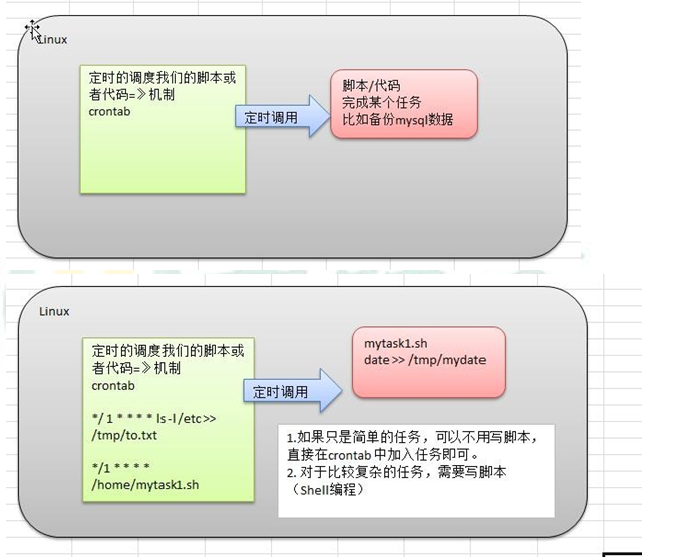 Linux
定时的调度我们的脚本或
者代码=》机制
crontab
定时调用
脚本/代码
完成某个任务
比如备份mysql数据
Linux
定时的调度我们的脚本或
者代码=》机制
crontab
*/ 1 * * * * ls -l /etc >>
/tmp/to.txt
*/1 * * * *
/home/mytask1.sh
定时调用
mytask1.sh
date >> /tmp/mydate
1.如果只是简单的任务，可以不用写脚本，
直接在crontab 中加入任务即可。
2. 对于比较复杂的任务，需要写脚本
（Shell编程）